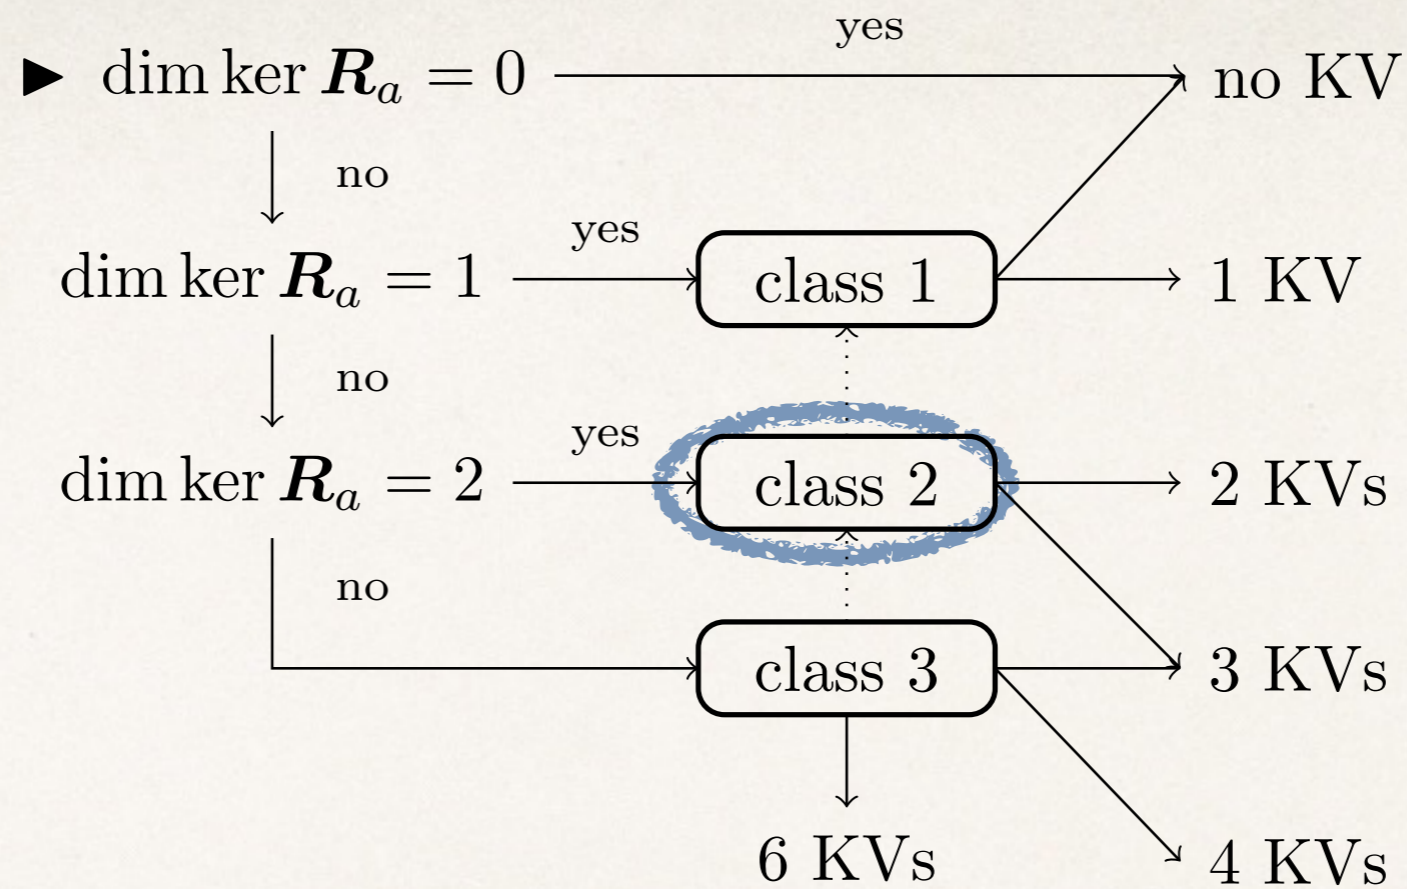 yes
▶ dim ker R_a = 0
no KV
no
yes
dim ker R_a = 1
class 1
1 KV
no
yes
dim ker R_a = 2
class 2
2 KVs
no
class 3
3 KVs
6 KVs
4 KVs